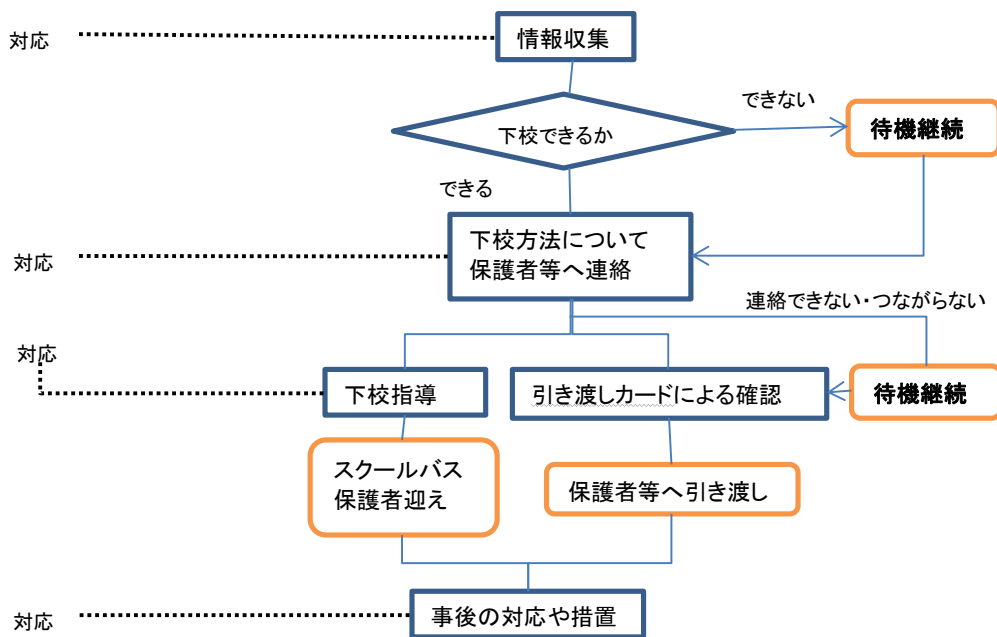 対応
情報収集
できない
下校できるか
待機継続
できる
下校方法について
保護者等へ連絡
対応
連絡できない・つながらない
対応
下校指導
引き渡しカードによる確認
待機継続
スクールバス
保護者迎え
保護者等へ引き渡し
事後の対応や措置
対応